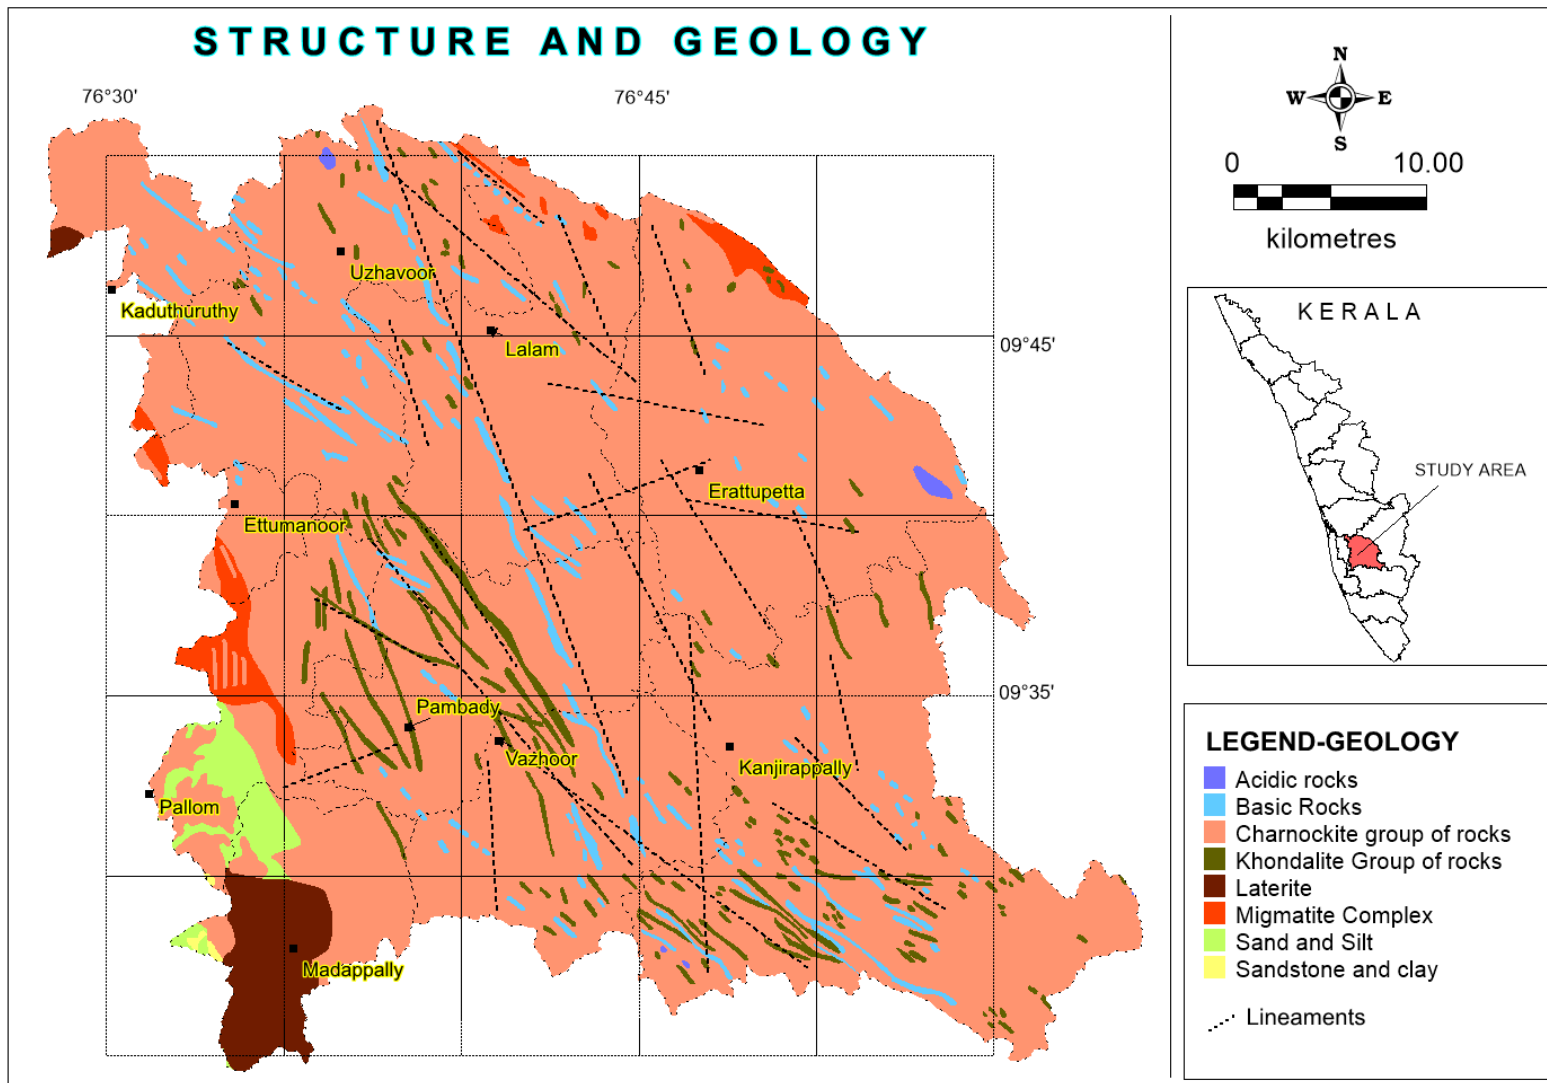 STRUCTURE AND GEOLOGY
76°30'
76°45'
N
W
E
S
0
10.00
kilometres
Uzhavoor
Kaduthuruthy
Lalam
09°45'
KERALA
STUDY AREA
Erattupetta
Ettumanoor
09°35'
Pambady
Vazhoor
Kanjirappally
Pallom
Madappally
LEGEND-GEOLOGY
Acidic rocks
Basic Rocks
Charnockite group of rocks
Khondalite Group of rocks
Laterite
Migmatite Complex
Sand and Silt
Sandstone and clay
Lineaments